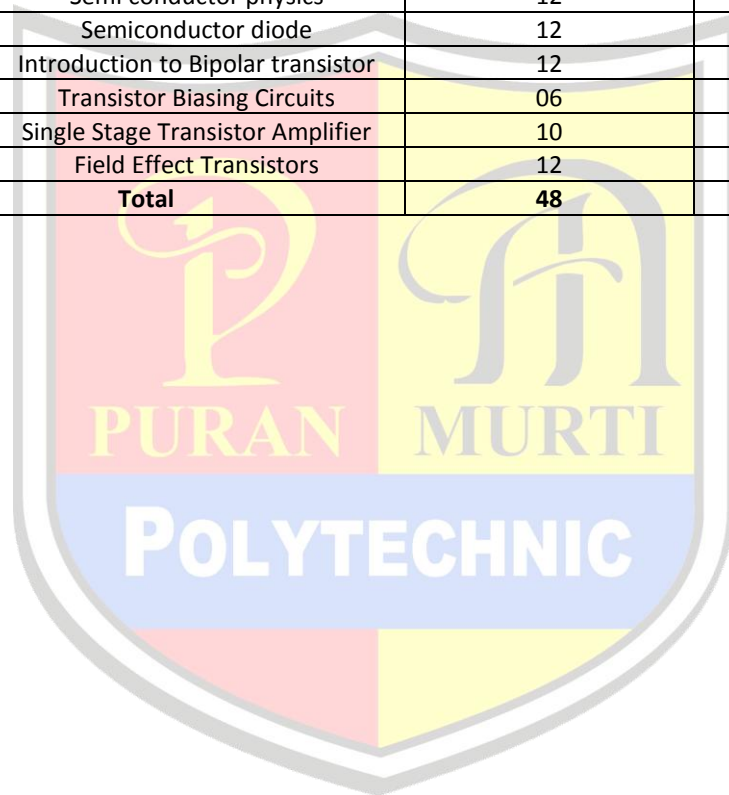 Semi conductor physics 12
Semiconductor diode 12
Introduction to Bipolar transistor 12
Transistor Biasing Circuits 06
Single Stage Transistor Amplifier 10
Field Effect Transistors 12
Total 48
PURAN MURTI
POLYTECHNIC